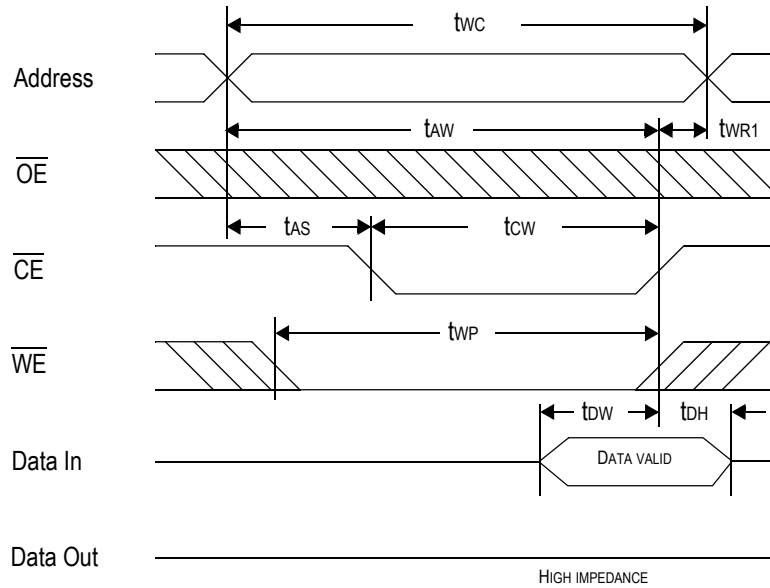 tWC
Address
tAW
tWR1
OE
tAS
tCW
CE
tWP
WE
tDW
tDH
Data In
DATA VALID
Data Out
HIGH IMPEDANCE